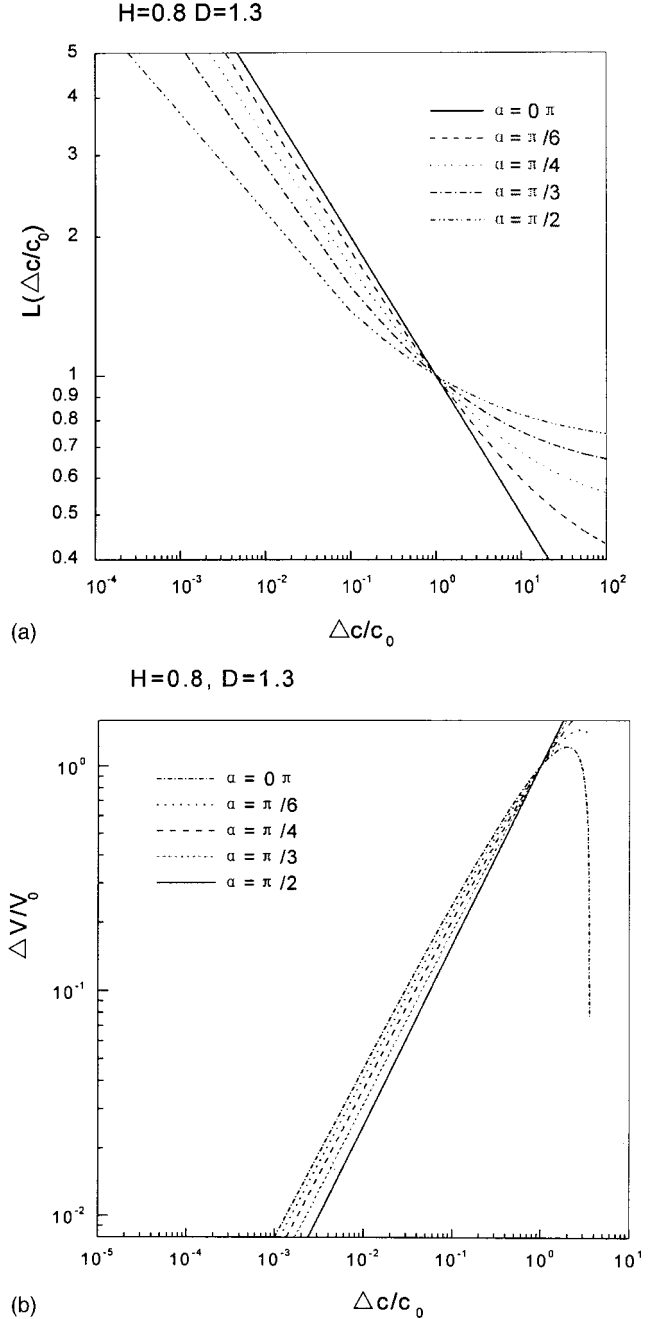 H=0.8 D=1.3
5
4
3
2
1
0.9
0.8
0.7
0.6
0.5
0.4
L(△c/c₀)
α = 0 π
α = π /6
α = π /4
α = π /3
α = π /2
10⁻⁴ 10⁻³ 10⁻² 10⁻¹ 10⁰ 10¹ 10²
△c/c₀
(a)
H=0.8, D=1.3
10⁰
10⁻¹
10⁻²
△V/V₀
α = 0 π
α = π /6
α = π /4
α = π /3
α = π /2
10⁻⁵ 10⁻⁴ 10⁻³ 10⁻² 10⁻¹ 10⁰ 10¹
△c/c₀
(b)